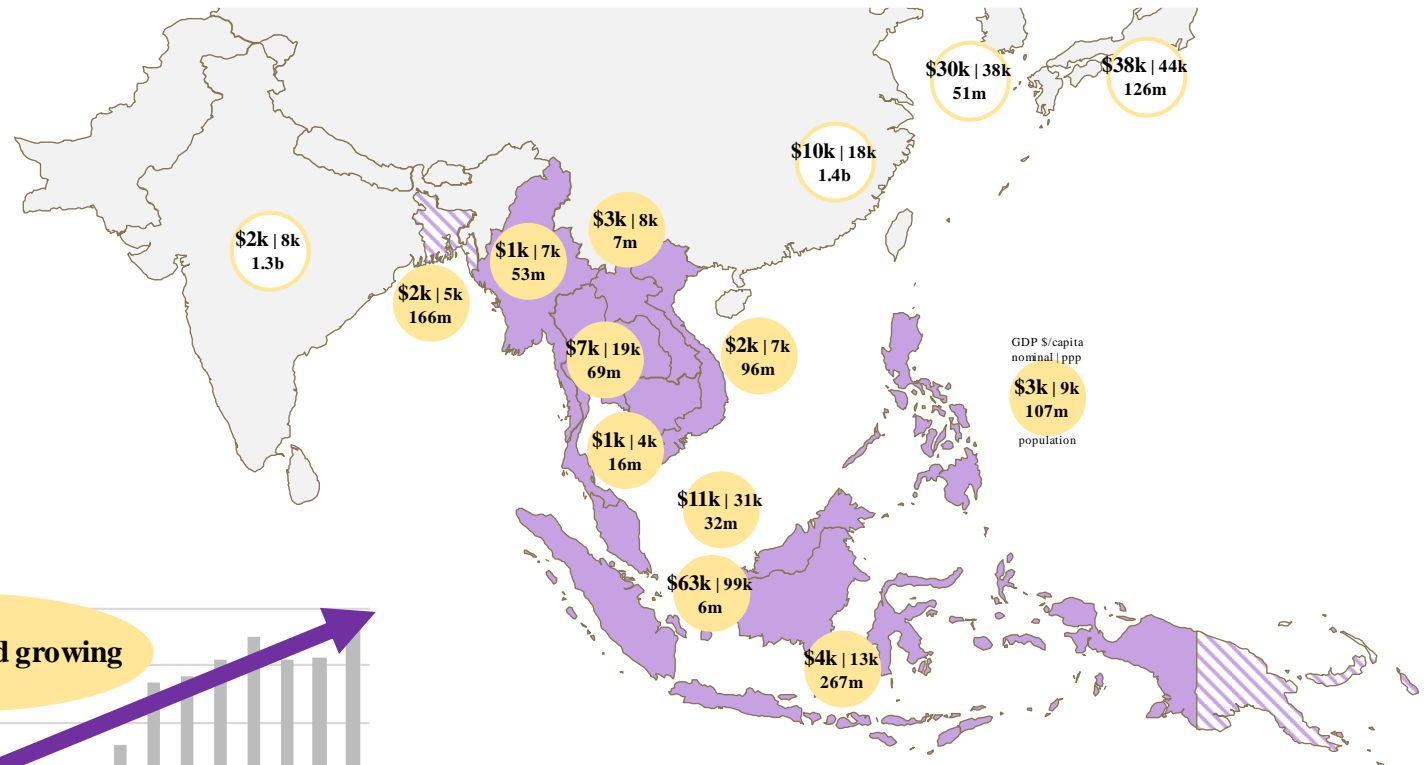 $30k | 38k
51m
$38k | 44k
126m
$10k | 18k
1.4b
$2k | 8k
1.3b
$3k | 8k
7m
$1k | 7k
53m
$2k | 5k
166m
$7k | 19k
69m
$2k | 7k
96m
GDP $/capita
nominal | ppp
$3k | 9k
107m
population
$1k | 4k
16m
$11k | 31k
32m
$63k | 99k
6m
$4k | 13k
267m
growing